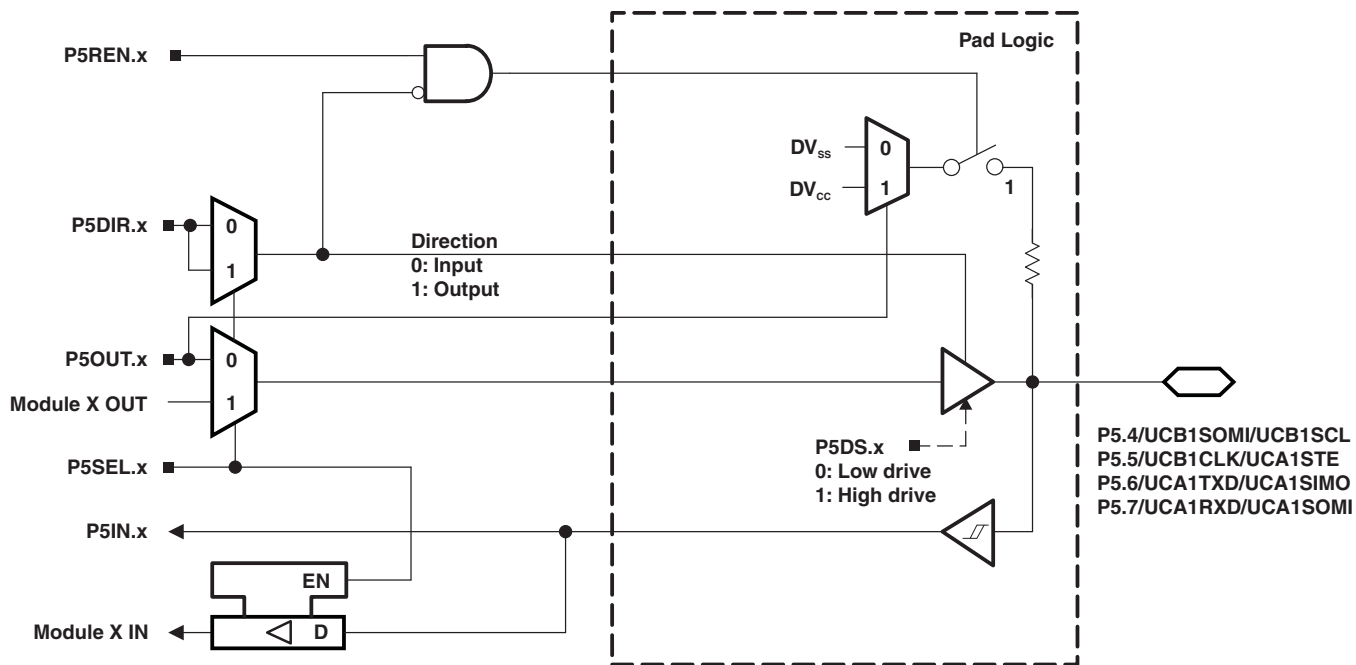 Pad Logic
P5REN.x
DVss
0
DVcc
1
1
P5DIR.x
0
1
Direction
0: Input
1: Output
P5OUT.x
0
Module X OUT
1
P5DS.x
0: Low drive
1: High drive
P5SEL.x
P5.4/UCB1SOMI/UCB1SCL
P5.5/UCB1CLK/UCA1STE
P5.6/UCA1TXD/UCA1SIMO
P5.7/UCA1RXD/UCA1SOMI
P5IN.x
EN
Module X IN
D